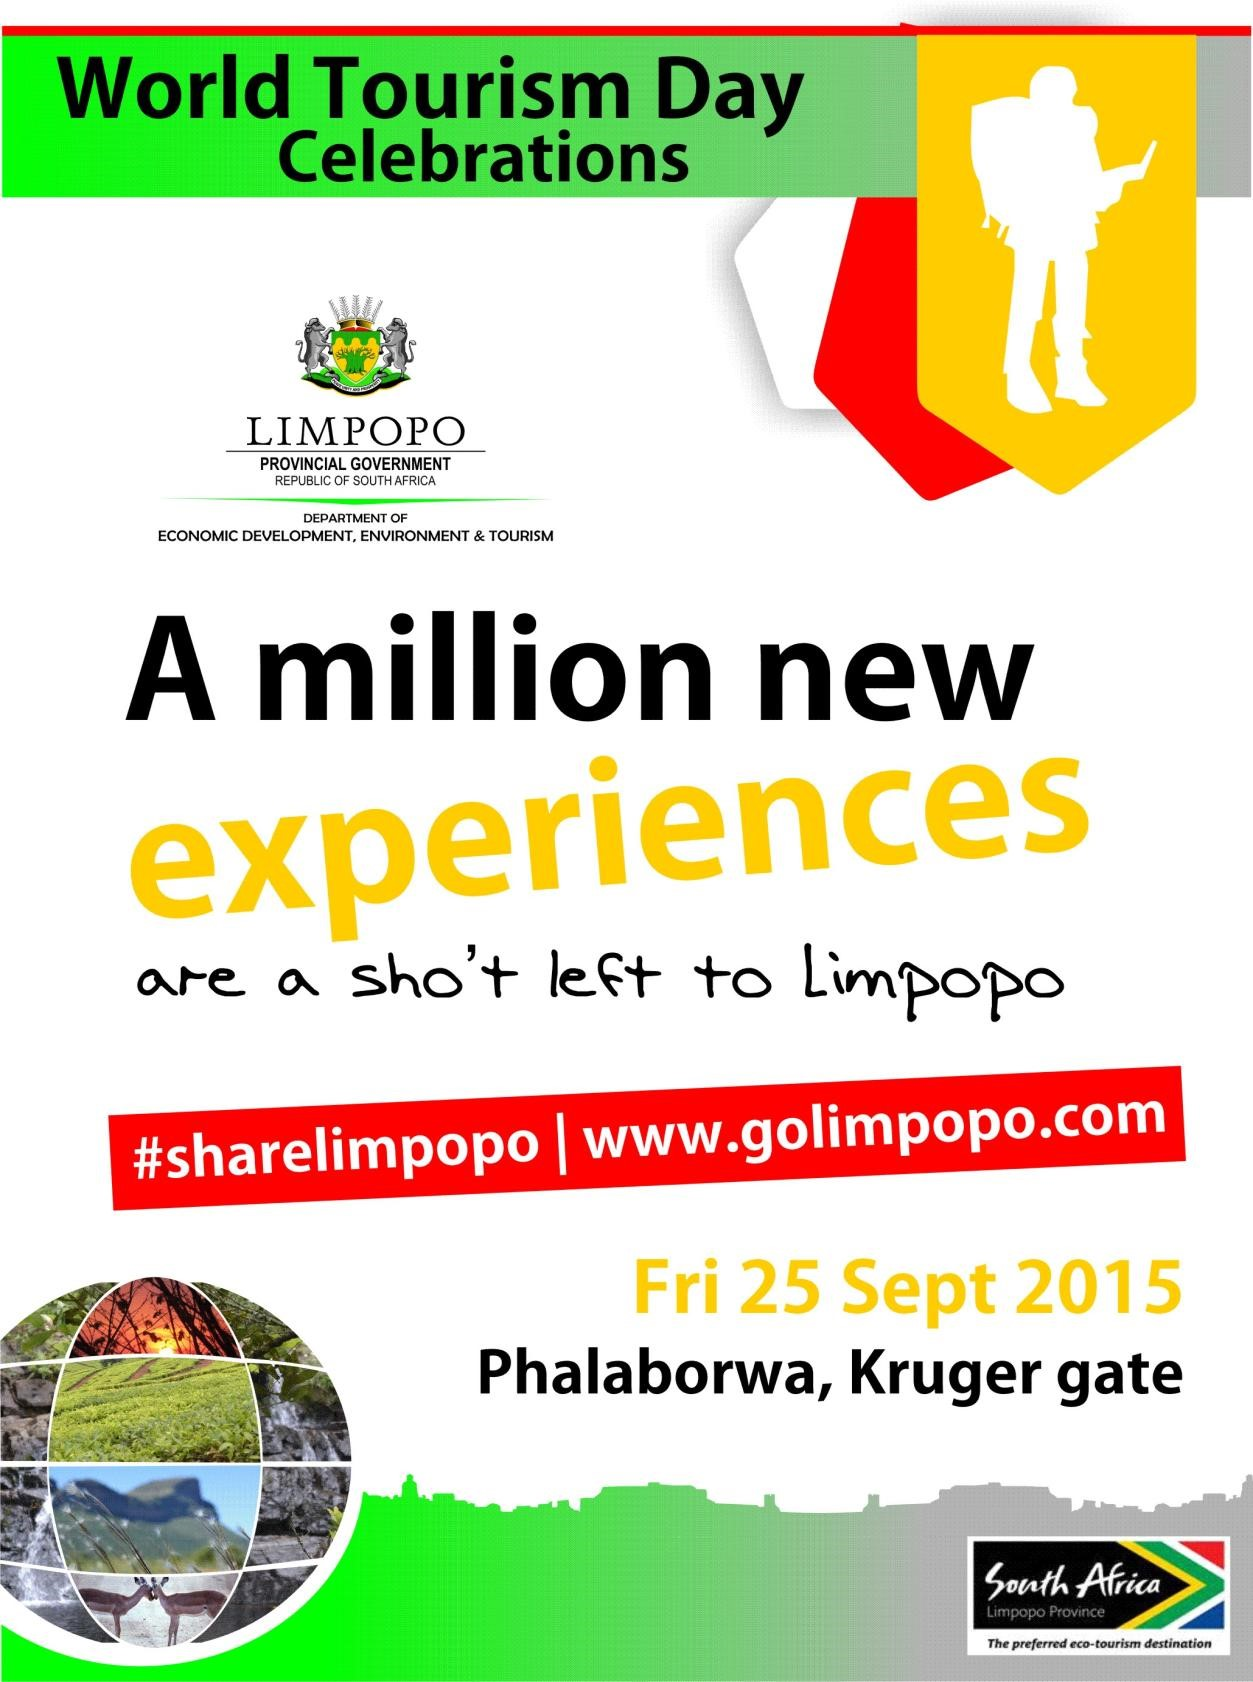 World Tourism Day
Celebrations
LIMPOPO
PROVINCIAL GOVERNMENT
REPUBLIC OF SOUTH AFRICA
DEPARTMENT OF
ECONOMIC DEVELOPMENT, ENVIRONMENT & TOURISM
A million new
experiences
are a sho't left to Limpopo
#sharelimpopo | www.golimpopo.com
Fri 25 Sept 2015
Phalaborwa, Kruger gate
South Africa
Limpopo Province
The preferred eco-tourism destination